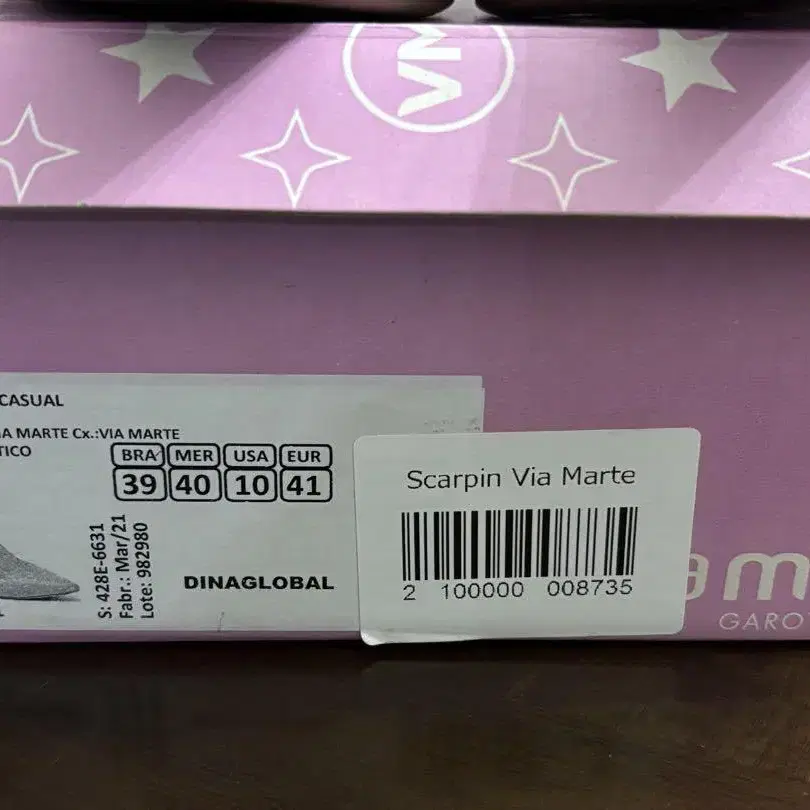 VM
CASUAL
A MARTE Cx.:VIA MARTE
TICO
BRA MER USA EUR
39 40 10 41
S: 428E-6631
Fabr.: Mar/21
Lote: 982980
DINAGLOBAL
Scarpin Via Marte
2 100000 008735
am
GARO